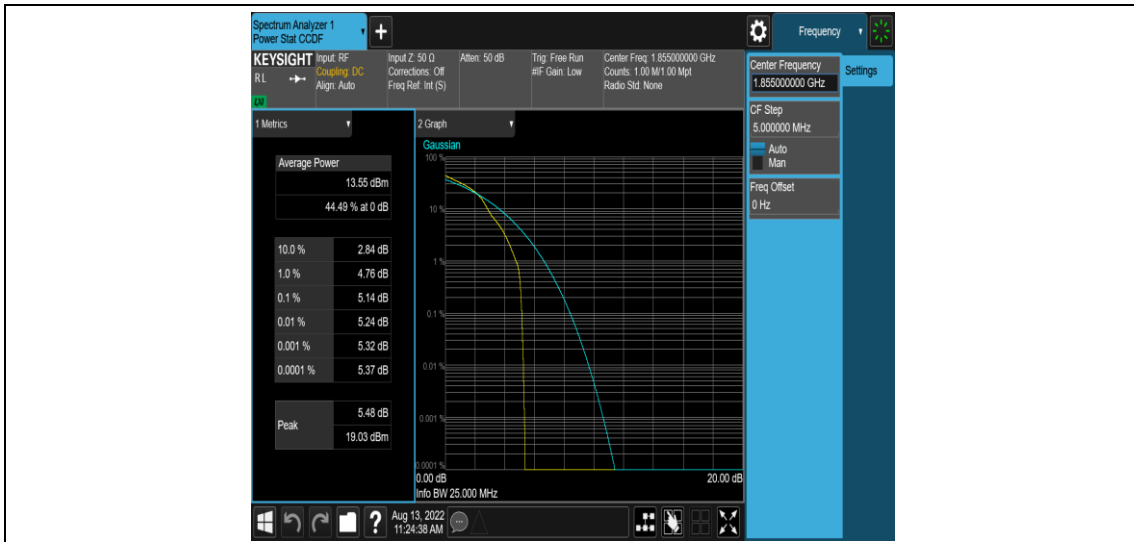 Spectrum Analyzer 1
Power Stat CCDF
+
Frequency
KEYSIGHT
RL
LXI
Input: RF
Coupling: DC
Align: Auto
Input Z: 50 Ω
Corrections: Off
Freq Ref: Int (S)
Atten: 50 dB
Trig: Free Run
#IF Gain: Low
Center Freq: 1.855000000 GHz
Counts: 1.00 M/1.00 Mpt
Radio Std: None
Center Frequency
1.855000000 GHz
Settings
CF Step
5.000000 MHz
Auto
Man
Freq Offset
0 Hz
1 Metrics
Average Power
13.55 dBm
44.49 % at 0 dB
10.0 % 2.84 dB
1.0 % 4.76 dB
0.1 % 5.14 dB
0.01 % 5.24 dB
0.001 % 5.32 dB
0.0001 % 5.37 dB
Peak
5.48 dB
19.03 dBm
2 Graph
Gaussian
100 %
10 %
1 %
0.1 %
0.01 %
0.001 %
0.0001 %
0.00 dB 20.00 dB
Info BW 25.000 MHz
?
Aug 13, 2022
11:24:38 AM